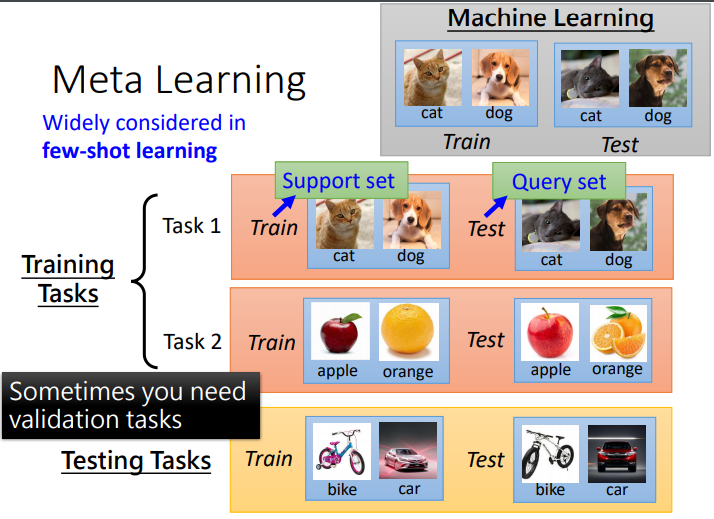 Machine Learning
cat
dog
cat
dog
Train
Test
Meta Learning
Widely considered in
few-shot learning
Support set
Query set
Training
Tasks
Task 1
Train
cat
dog
Test
cat
dog
Task 2
Train
apple
orange
Test
apple
orange
Sometimes you need
validation tasks
Testing Tasks
Train
bike
car
Test
bike
car